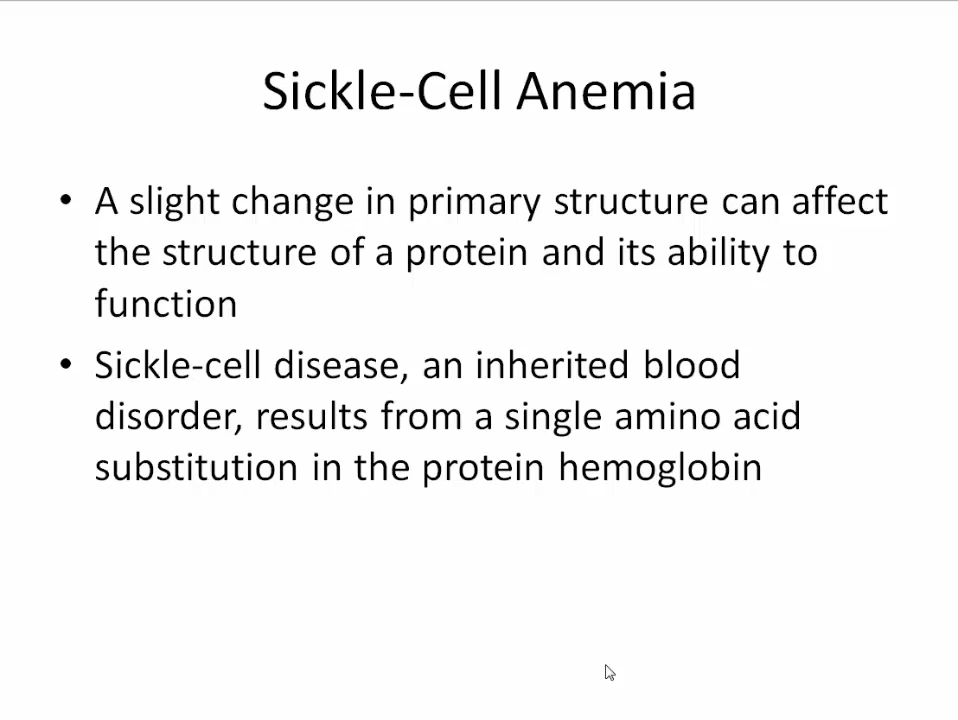 Sickle-Cell Anemia
• A slight change in primary structure can affect
the structure of a protein and its ability to
function
• Sickle-cell disease, an inherited blood
disorder, results from a single amino acid
substitution in the protein hemoglobin